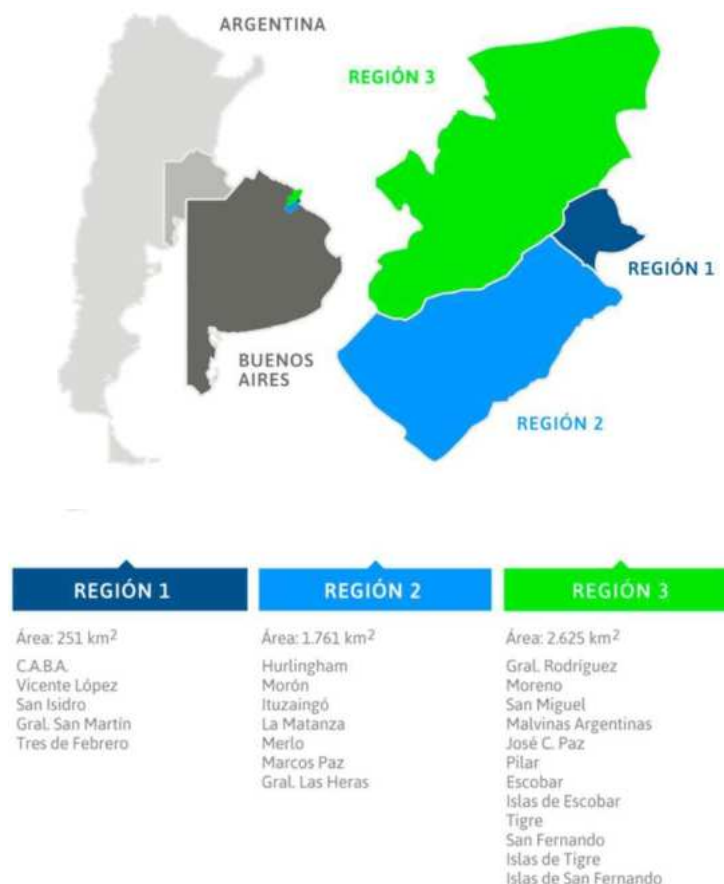 ARGENTINA
REGIÓN 3
REGIÓN 1
BUENOS
AIRES
REGIÓN 2
REGIÓN 1
Área: 251 km²
C.A.B.A.
Vicente López
San Isidro
Gral. San Martín
Tres de Febrero
REGIÓN 2
Área: 1.761 km²
Hurlingham
Morón
Ituzaingó
La Matanza
Merlo
Marcos Paz
Gral. Las Heras
REGIÓN 3
Área: 2.625 km²
Gral. Rodríguez
Moreno
San Miguel
Malvinas Argentinas
José C. Paz
Pilar
Escobar
Islas de Escobar
Tigre
San Fernando
Islas de Tigre
Islas de San Fernando